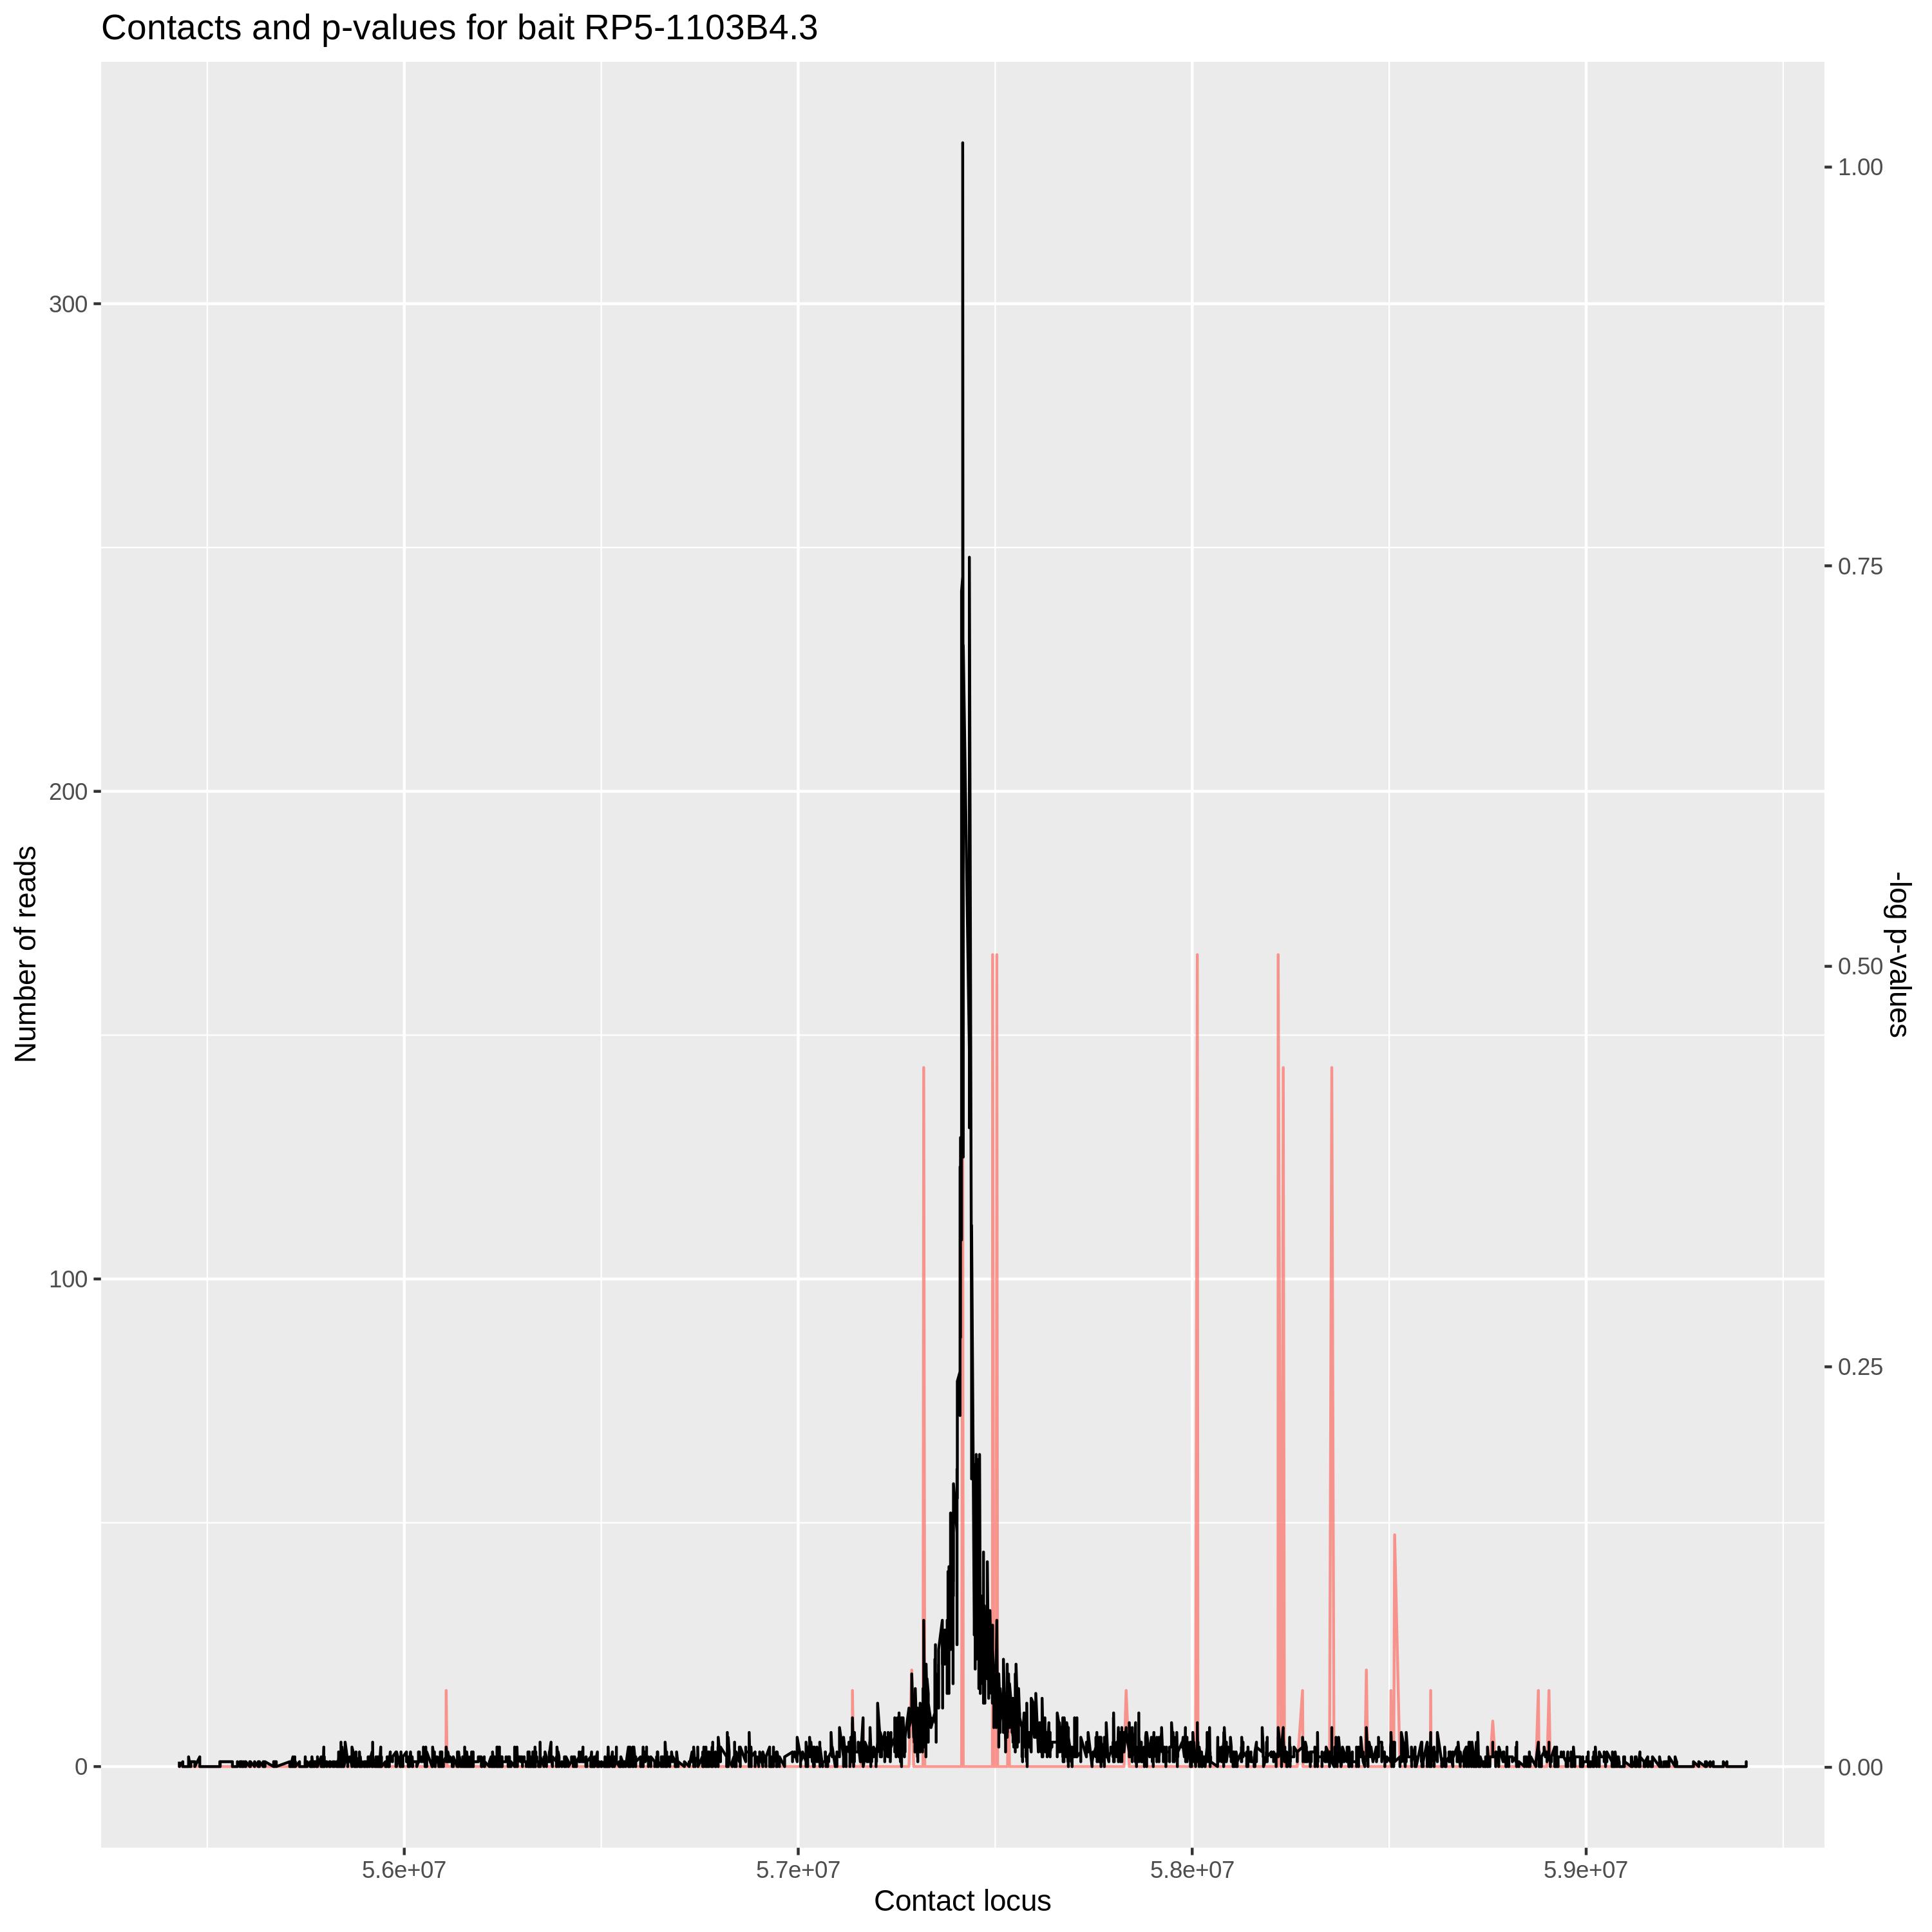 Contacts and p-values for bait RP5-1103B4.3
Number of reads
300
200
100
0
1.00
0.75
0.50
0.25
0.00
-log p-values
5.6e+07
5.7e+07
5.8e+07
5.9e+07
Contact locus